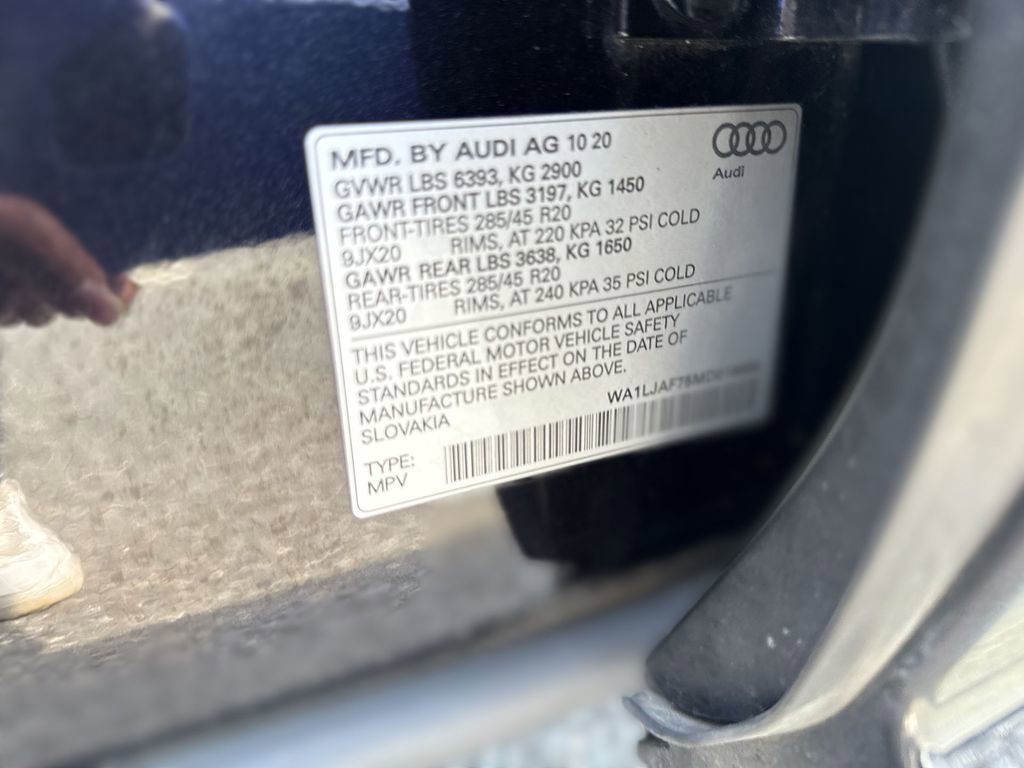 MFD. BY AUDI AG 10 20
Audi
GVWR LBS 6393, KG 2900
GAWR FRONT LBS 3197, KG 1450
FRONT-TIRES 285/45 R20
9JX20 RIMS, AT 220 KPA 32 PSI COLD
GAWR REAR LBS 3638, KG 1650
REAR-TIRES 285/45 R20
9JX20 RIMS, AT 240 KPA 35 PSI COLD
THIS VEHICLE CONFORMS TO ALL APPLICABLE
U.S. FEDERAL MOTOR VEHICLE SAFETY
STANDARDS IN EFFECT ON THE DATE OF
MANUFACTURE SHOWN ABOVE.
SLOVAKIA
TYPE:
MPV